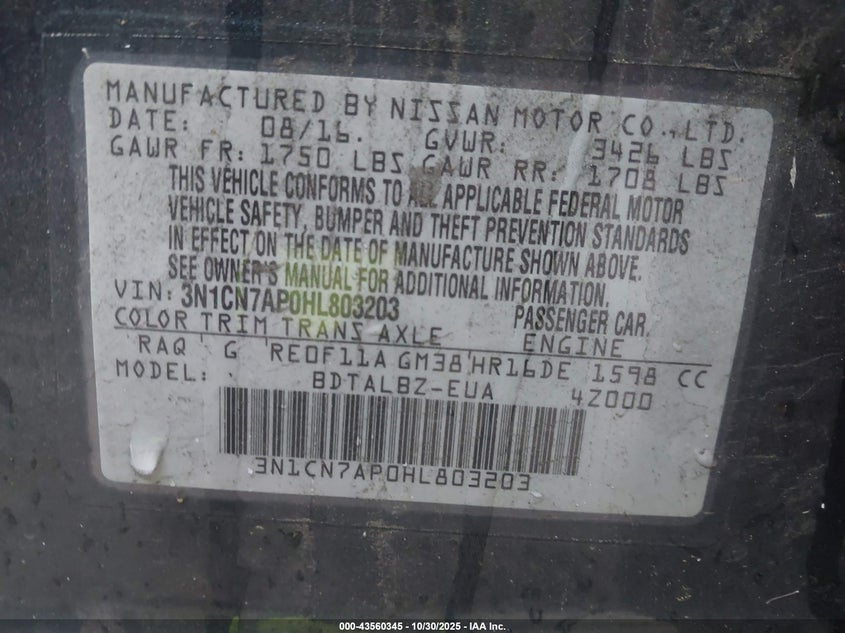 MANUFACTURED BY NISSAN MOTOR CO., LTD.
DATE: 08/16. GVWR: 3426 LBS
GAWR FR: 1750 LBS GAWR RR: 1708 LBS
THIS VEHICLE CONFORMS TO ALL APPLICABLE FEDERAL MOTOR
VEHICLE SAFETY, BUMPER AND THEFT PREVENTION STANDARDS
IN EFFECT ON THE DATE OF MANUFACTURE SHOWN ABOVE.
SEE OWNER'S MANUAL FOR ADDITIONAL INFORMATION.
VIN: 3N1CN7AP0HL803203 PASSENGER CAR.
COLOR TRIM TRANS AXLE ENGINE
RAQ G RE0F11A GM38 HR16DE 1598 CC
MODEL: BDTALBZ-EUA 4Z000
3N1CN7AP0HL803203
000-43560345 - 10/30/2025 - IAA Inc.